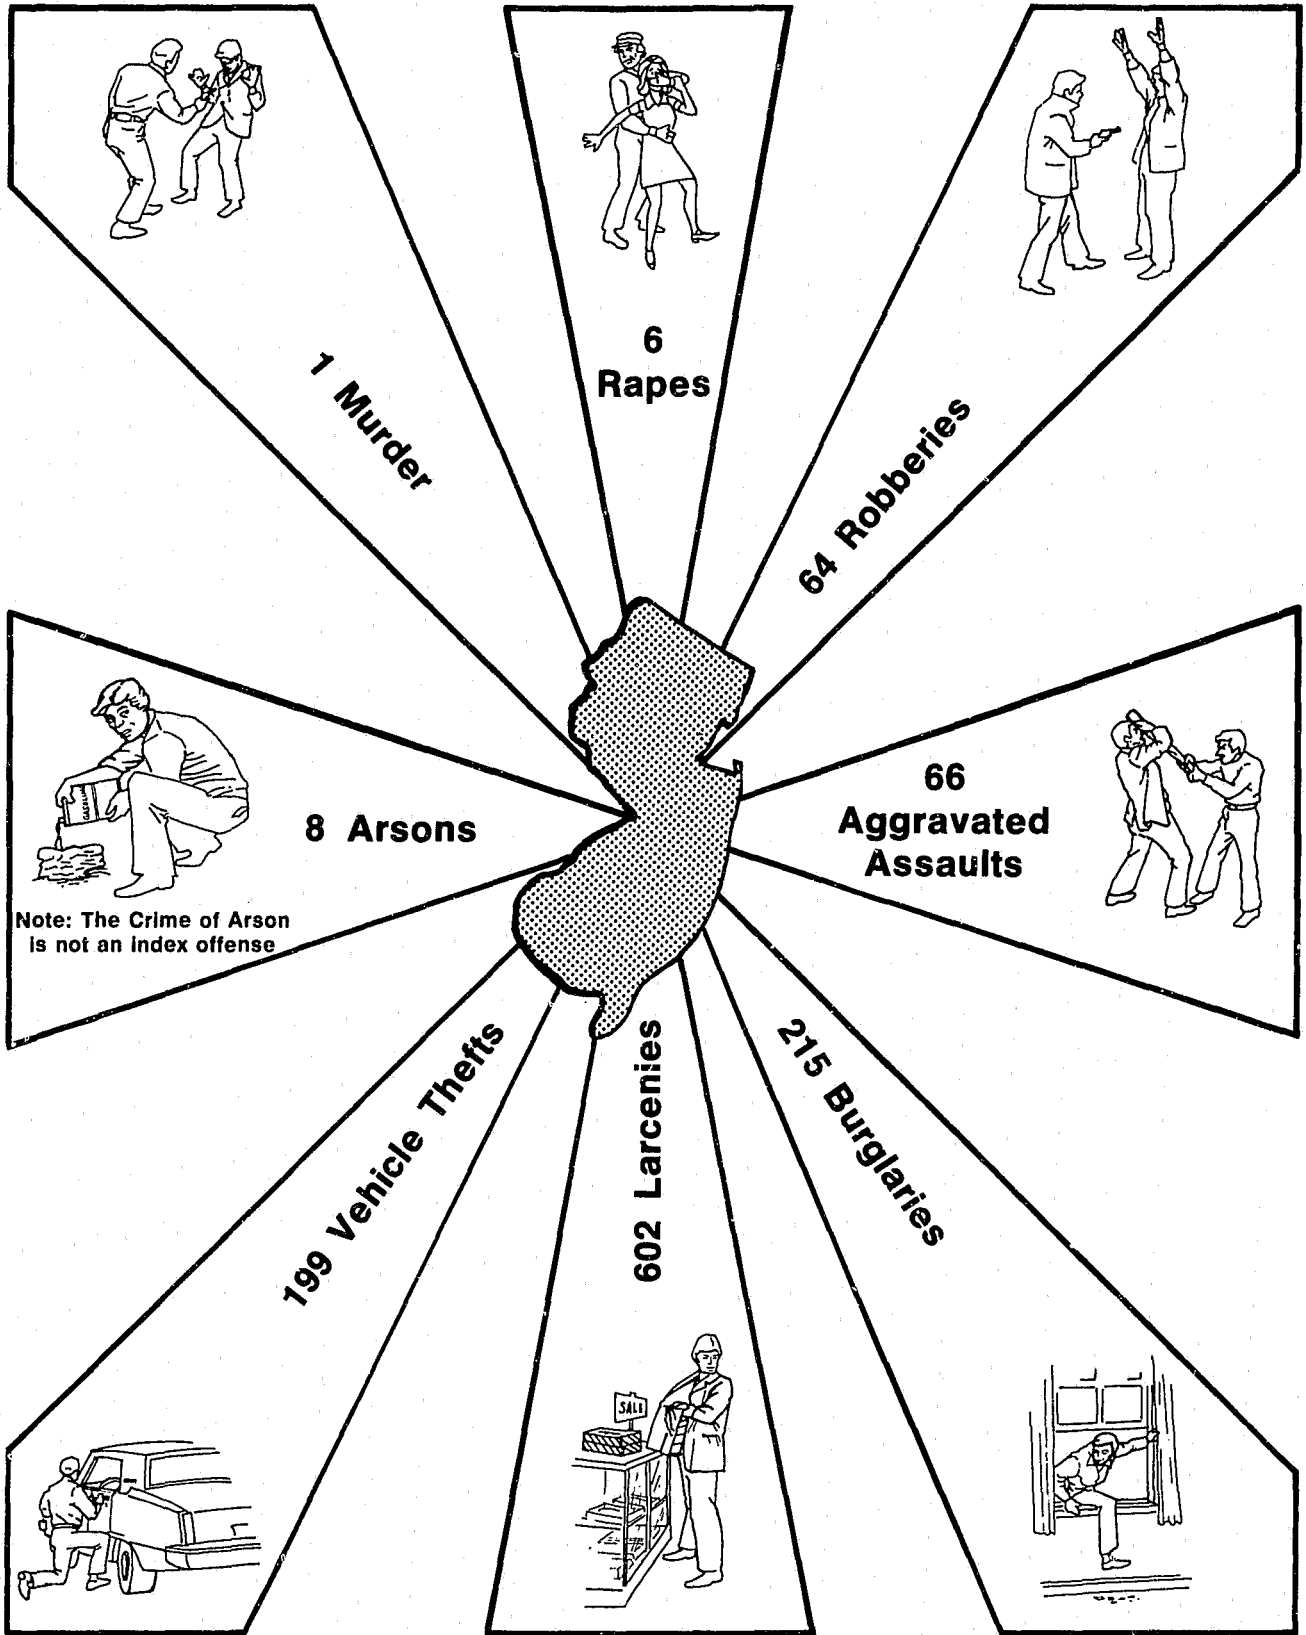 1 Murder
6
Rapes
64 Robberies
66
Aggravated
Assaults
8 Arsons
Note: The Crime of Arson
is not an index offense
199 Vehicle Thefts
602 Larcenies
215 Burglaries
SALE